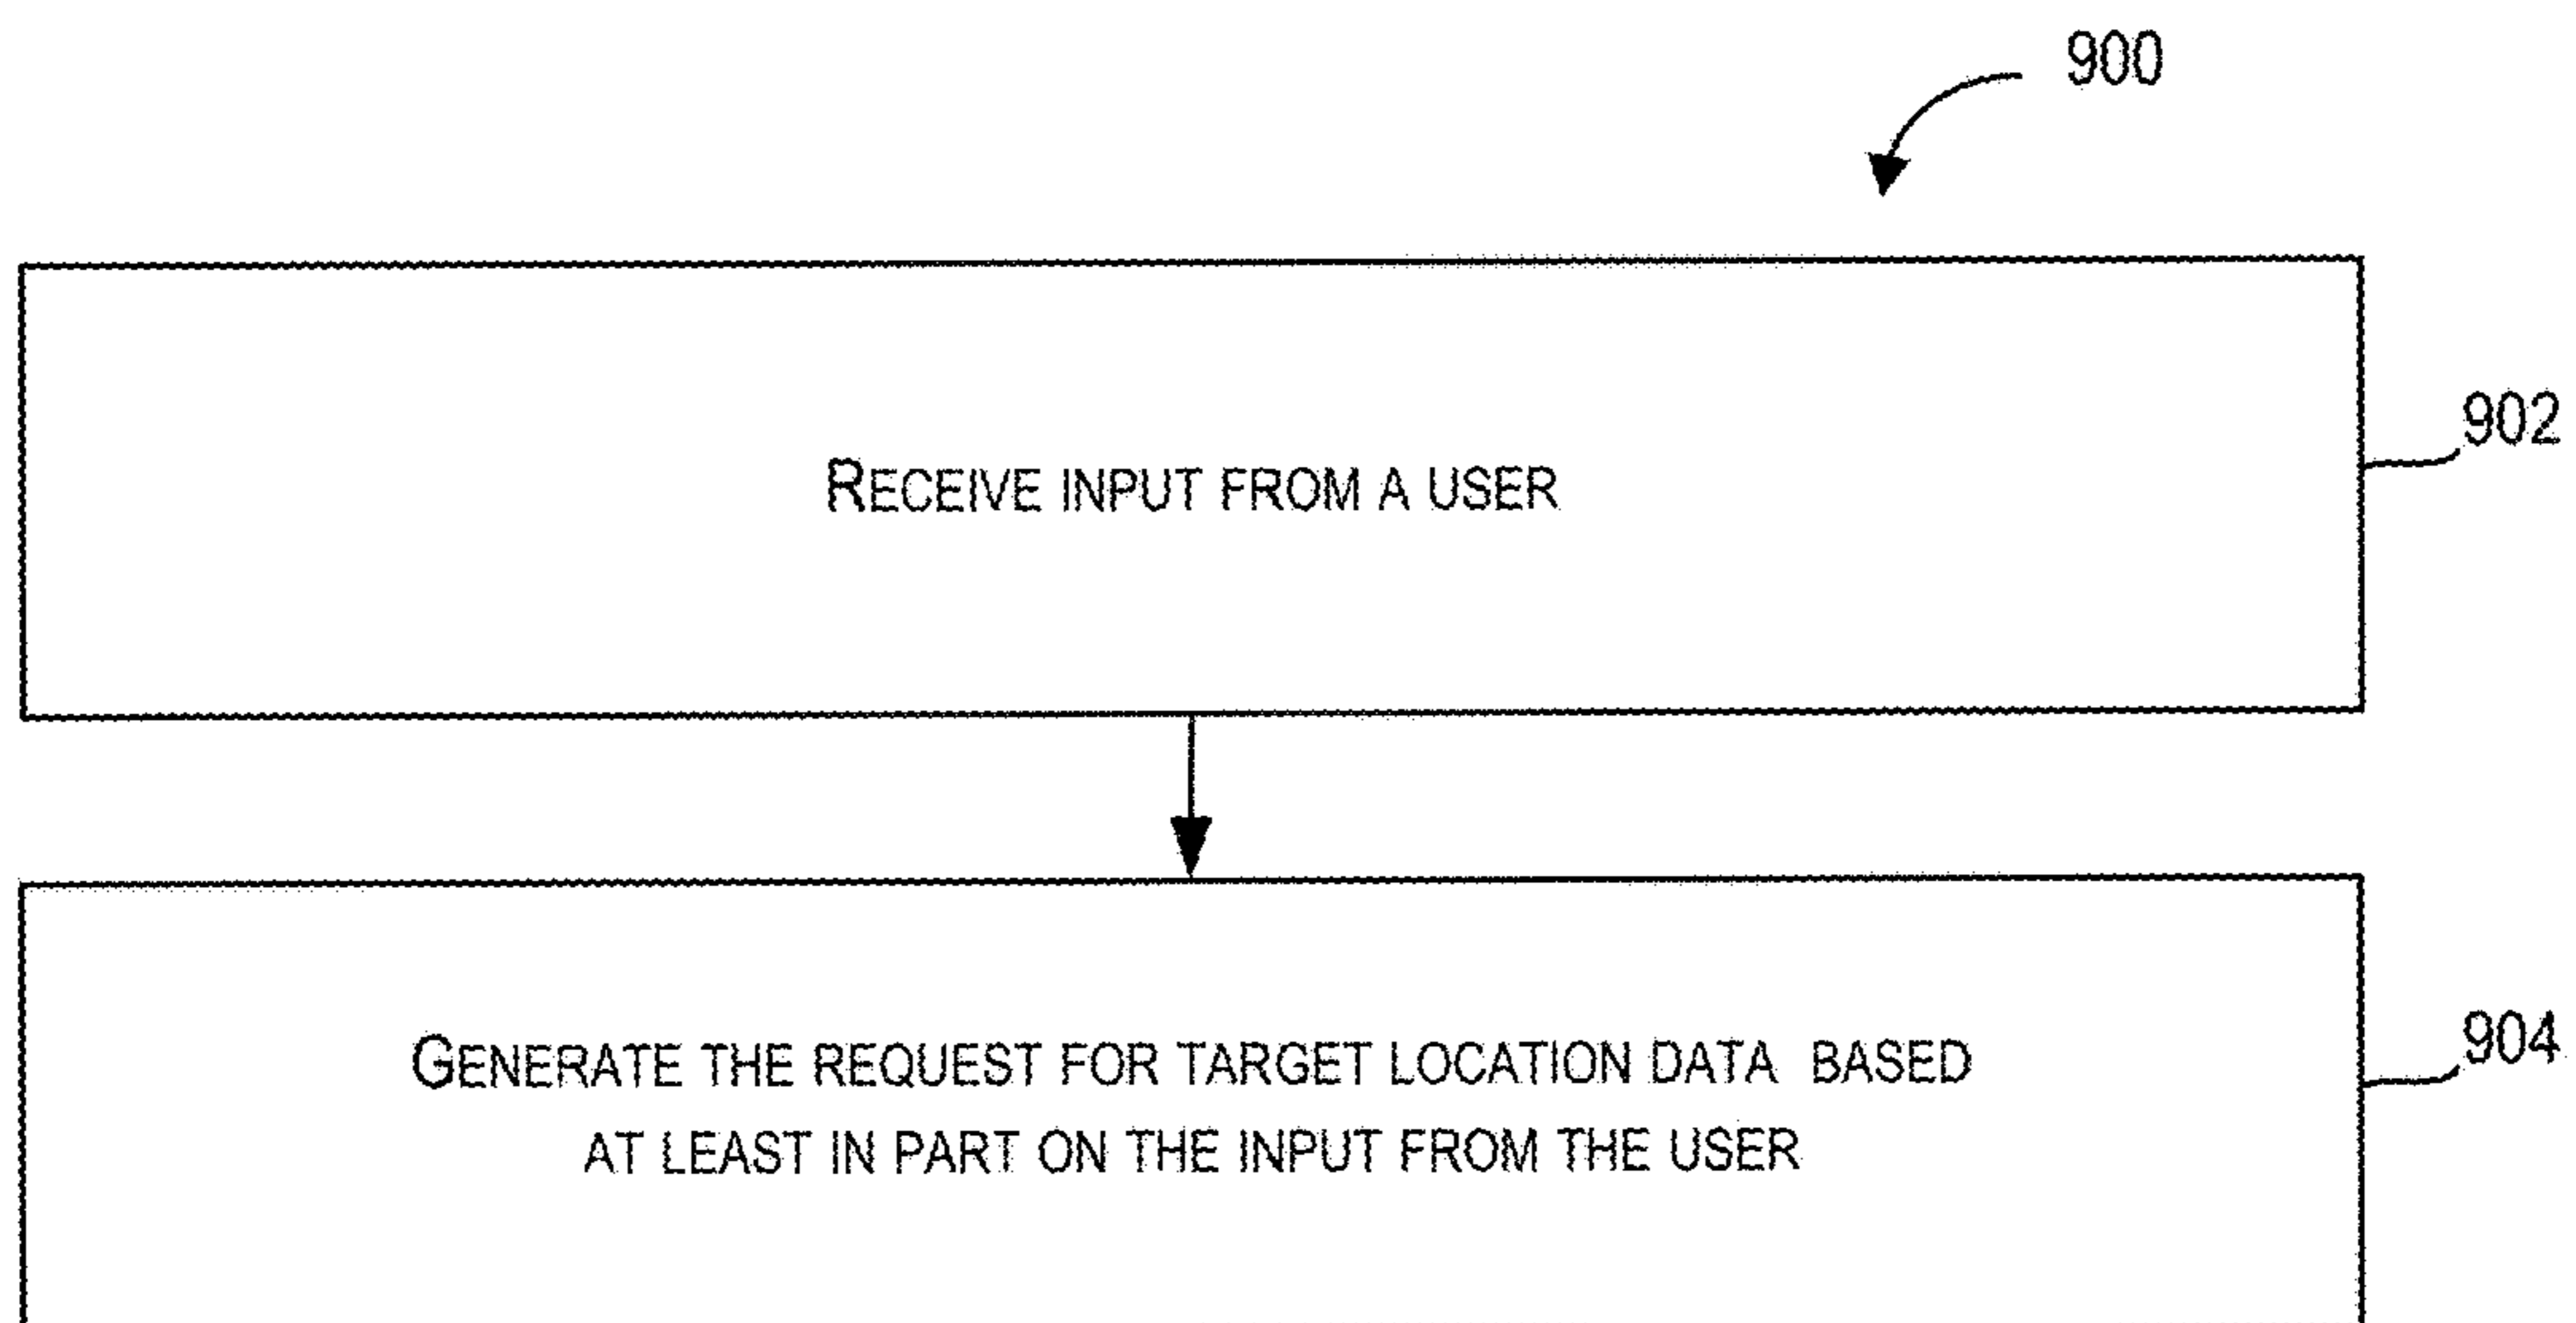 900
RECEIVE INPUT FROM A USER
902
GENERATE THE REQUEST FOR TARGET LOCATION DATA BASED
AT LEAST IN PART ON THE INPUT FROM THE USER
904